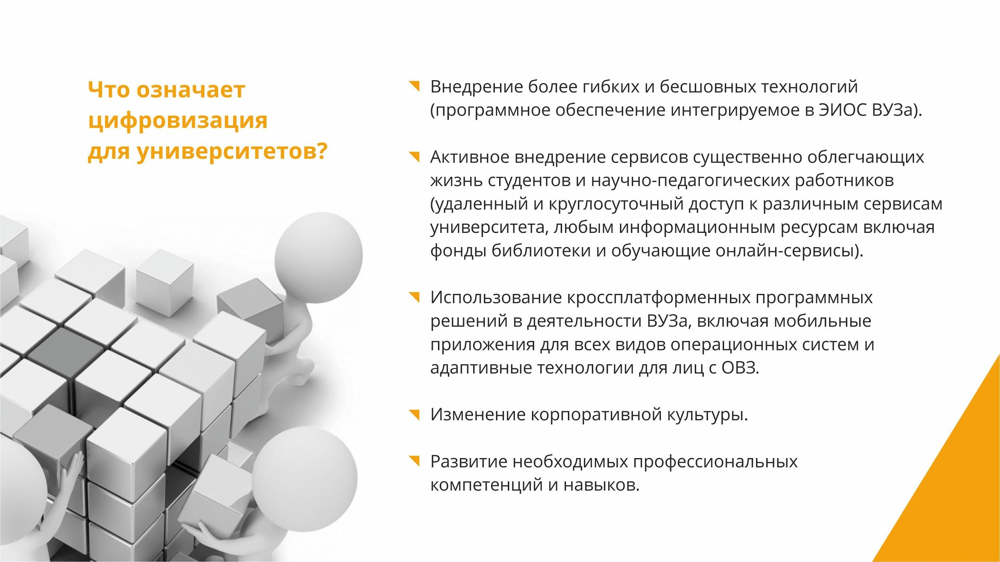 Что означает
цифровизация
для университетов?
Внедрение более гибких и бесшовных технологий
(программное обеспечение интегрируемое в ЭИОС ВУЗа).
Активное внедрение сервисов существенно облегчающих
жизнь студентов и научно-педагогических работников
(удаленный и круглосуточный доступ к различным сервисам
университета, любым информационным ресурсам включая
фонды библиотеки и обучающие онлайн-сервисы).
Использование кроссплатформенных программных
решений в деятельности ВУЗа, включая мобильные
приложения для всех видов операционных систем и
адаптивные технологии для лиц с ОВЗ.
Изменение корпоративной культуры.
Развитие необходимых профессиональных
компетенций и навыков.